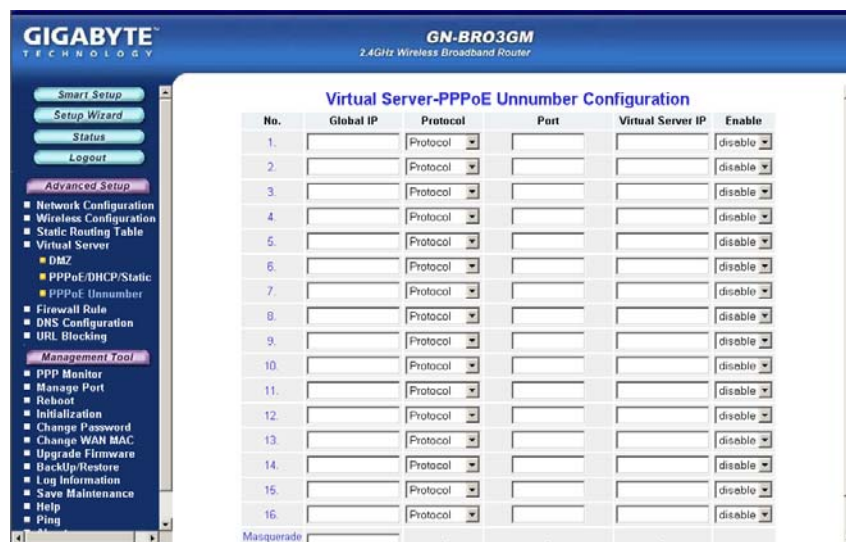 GIGABYTE™
TECHNOLOGY
GN-BR03GM
2.4GHz Wireless Broadband Router
Smart Setup
Setup Wizard
Status
Logout
Advanced Setup
Network Configuration
Wireless Configuration
Static Routing Table
Virtual Server
DMZ
PPPoE/DHCP/Static
PPPoE Unnumber
Firewall Rule
DNS Configuration
URL Blocking
Management Tool
PPP Monitor
Manage Port
Reboot
Initialization
Change Password
Change WAN MAC
Upgrade Firmware
BackUp/Restore
Log Information
Save Maintenance
Help
Ping
Virtual Server-PPPoE Unnumber Configuration
No. Global IP Protocol Port Virtual Server IP Enable
1. Protocol disable
2. Protocol disable
3. Protocol disable
4. Protocol disable
5. Protocol disable
6. Protocol disable
7. Protocol disable
8. Protocol disable
9. Protocol disable
10. Protocol disable
11. Protocol disable
12. Protocol disable
13. Protocol disable
14. Protocol disable
15. Protocol disable
16. Protocol disable
Masquerade